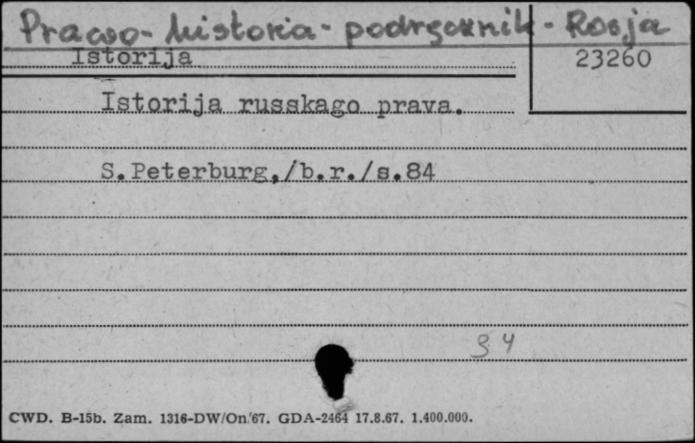 Prawo - historia - podręcznik - Rosja
Istorija
23260
Istorija russkago prava.
S.Peterburg,/b.r./s.84
34
CWD. B-15b. Zam. 1316-DW/On/67. GDA-2464 17.8.67. 1.400.000.